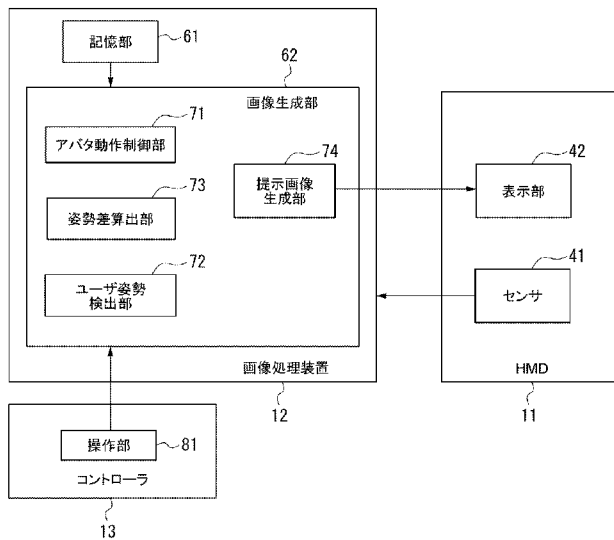 61
記憶部
62
画像生成部
71
アバタ動作制御部
74
提示画像
生成部
73
姿勢差算出部
72
ユーザ姿勢
検出部
画像処理装置
12
42
表示部
41
センサ
HMD
11
操作部
81
コントローラ
13